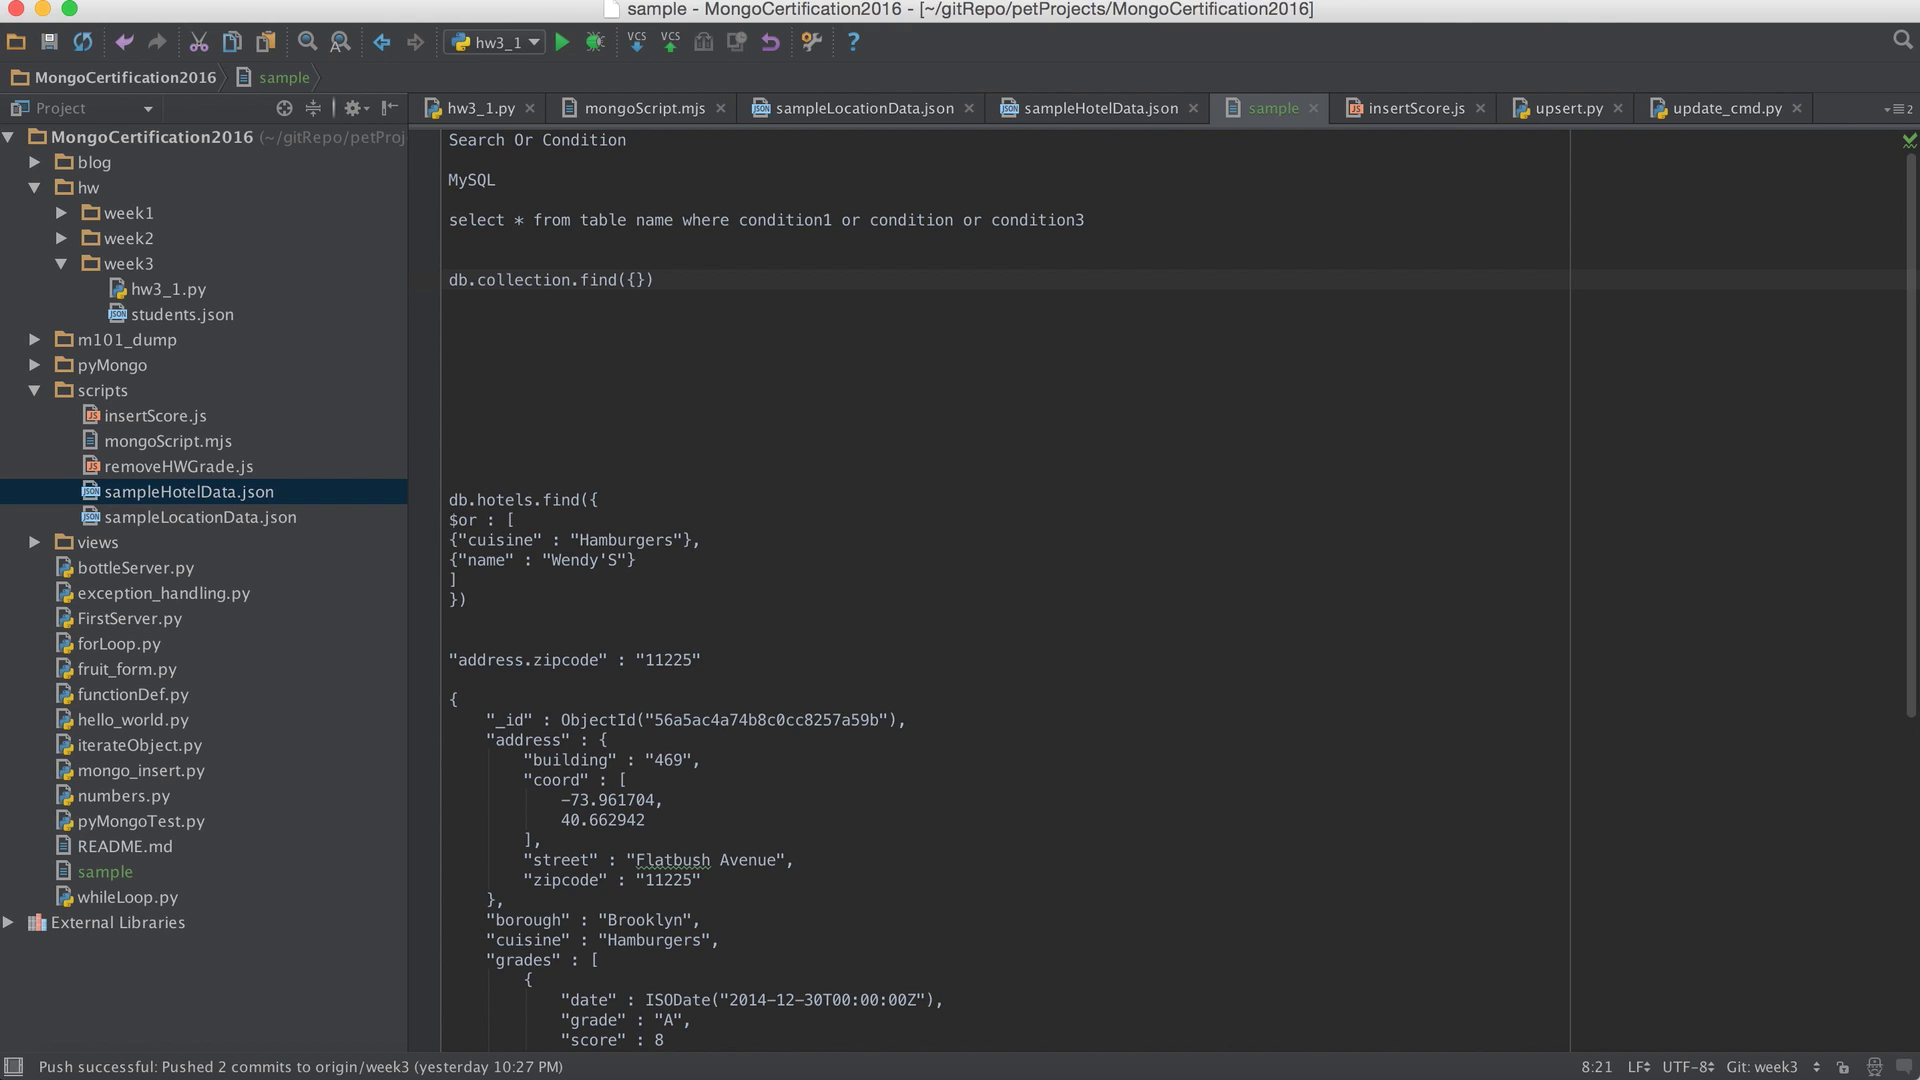 sample - MongoCertification2016 - [~/gitRepo/petProjects/MongoCertification2016]
hw3_1
VCS
VCS
MongoCertification2016
sample
Project
hw3_1.py
mongoScript.mjs
sampleLocationData.json
sampleHotelData.json
sample
insertScore.js
upsert.py
update_cmd.py
2
MongoCertification2016 (~/gitRepo/petProj
blog
hw
week1
week2
week3
hw3_1.py
students.json
m101_dump
pyMongo
scripts
insertScore.js
mongoScript.mjs
removeHWGrade.js
sampleHotelData.json
sampleLocationData.json
views
bottleServer.py
exception_handling.py
FirstServer.py
forLoop.py
fruit_form.py
functionDef.py
hello_world.py
iterateObject.py
mongo_insert.py
numbers.py
pyMongoTest.py
README.md
sample
whileLoop.py
External Libraries
Search Or Condition
MySQL
select * from table name where condition1 or condition or condition3
db.collection.find({})
db.hotels.find({
$or : [
{"cuisine" : "Hamburgers"},
{"name" : "Wendy'S"}
]
})
"address.zipcode" : "11225"
{
"_id" : ObjectId("56a5ac4a74b8c0cc8257a59b"),
"address" : {
"building" : "469",
"coord" : [
-73.961704,
40.662942
],
"street" : "Flatbush Avenue",
"zipcode" : "11225"
},
"borough" : "Brooklyn",
"cuisine" : "Hamburgers",
"grades" : [
{
"date" : ISODate("2014-12-30T00:00:00Z"),
"grade" : "A",
"score" : 8
Push successful: Pushed 2 commits to origin/week3 (yesterday 10:27 PM)
8:21 LF UTF-8 Git: week3